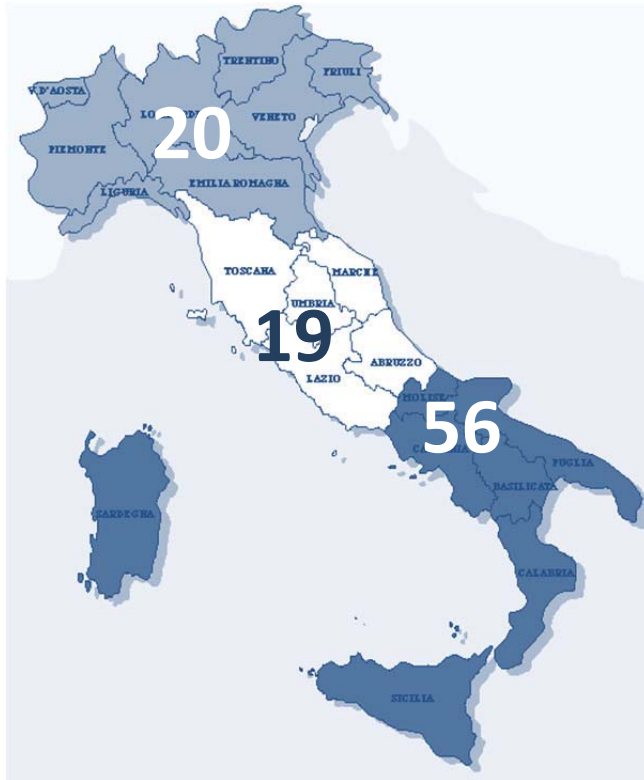 TRENTINO
FRIULI
V.D'AOSTA
20
VENETO
PIEMONTE
EMILIA ROMAGNA
LIGURIA
TOSCANA
MARCHE
UMBRIA
19
ABRUZZO
LAZIO
MOLISE
56
PUGLIA
BASILICATA
SARDEGNA
CALABRIA
SICILIA